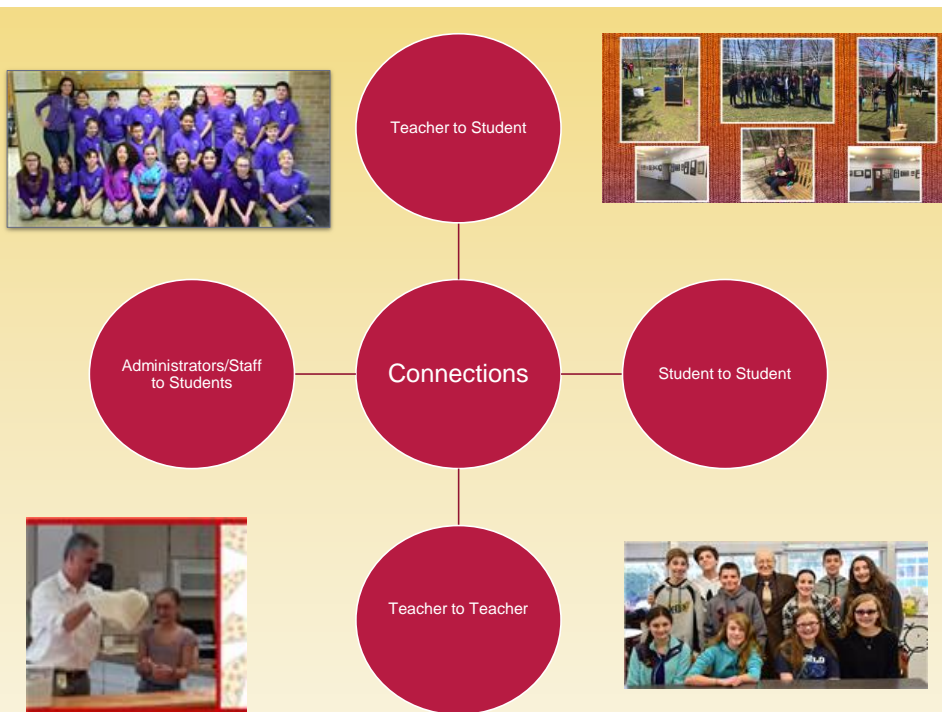 Teacher to Student
Administrators/Staff
to Students
Connections
Student to Student
Teacher to Teacher